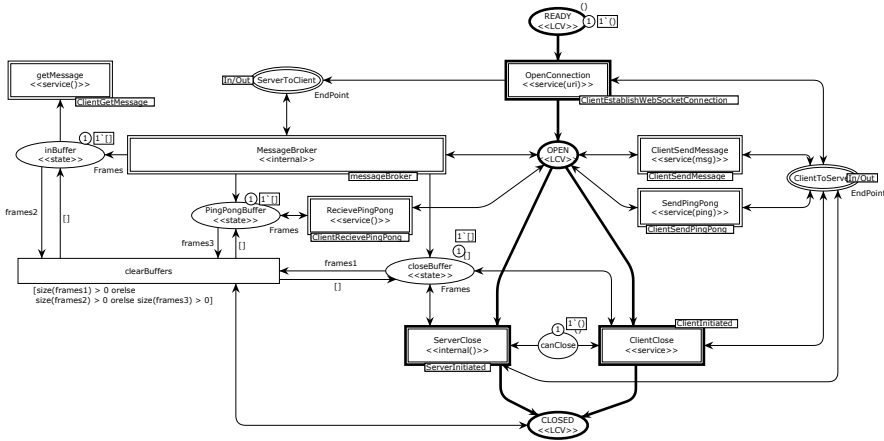 ()
READY
<<LCV>>
1
1`()
getMessage
<<service()>>
ClientGetMessage
In/Out
ServerToClient
EndPoint
OpenConnection
<<service(uri)>>
ClientEstablishWebSocketConnection
1
1`[]
inBuffer
<<state>>
Frames
MessageBroker
<<internal>>
messageBroker
OPEN
<<LCV>>
ClientSendMessage
<<service(msg)>>
ClientSendMessage
ClientToServe
In/Out
EndPoint
frames2
[]
1
1`[]
PingPongBuffer
<<state>>
Frames
RecievePingPong
<<service()>>
ClientRecievePingPong
SendPingPong
<<service(ping)>>
ClientSendPingPong
frames3
[]
1`[]
1
[]
clearBuffers
frames1
[]
closeBuffer
<<state>>
Frames
[size(frames1) > 0 orelse
size(frames2) > 0 orelse size(frames3) > 0]
ServerClose
<<internal()>>
ServerInitiated
1
1`()
()
canClose
ClientInitiated
ClientClose
<<service>>
CLOSED
<<LCV>>